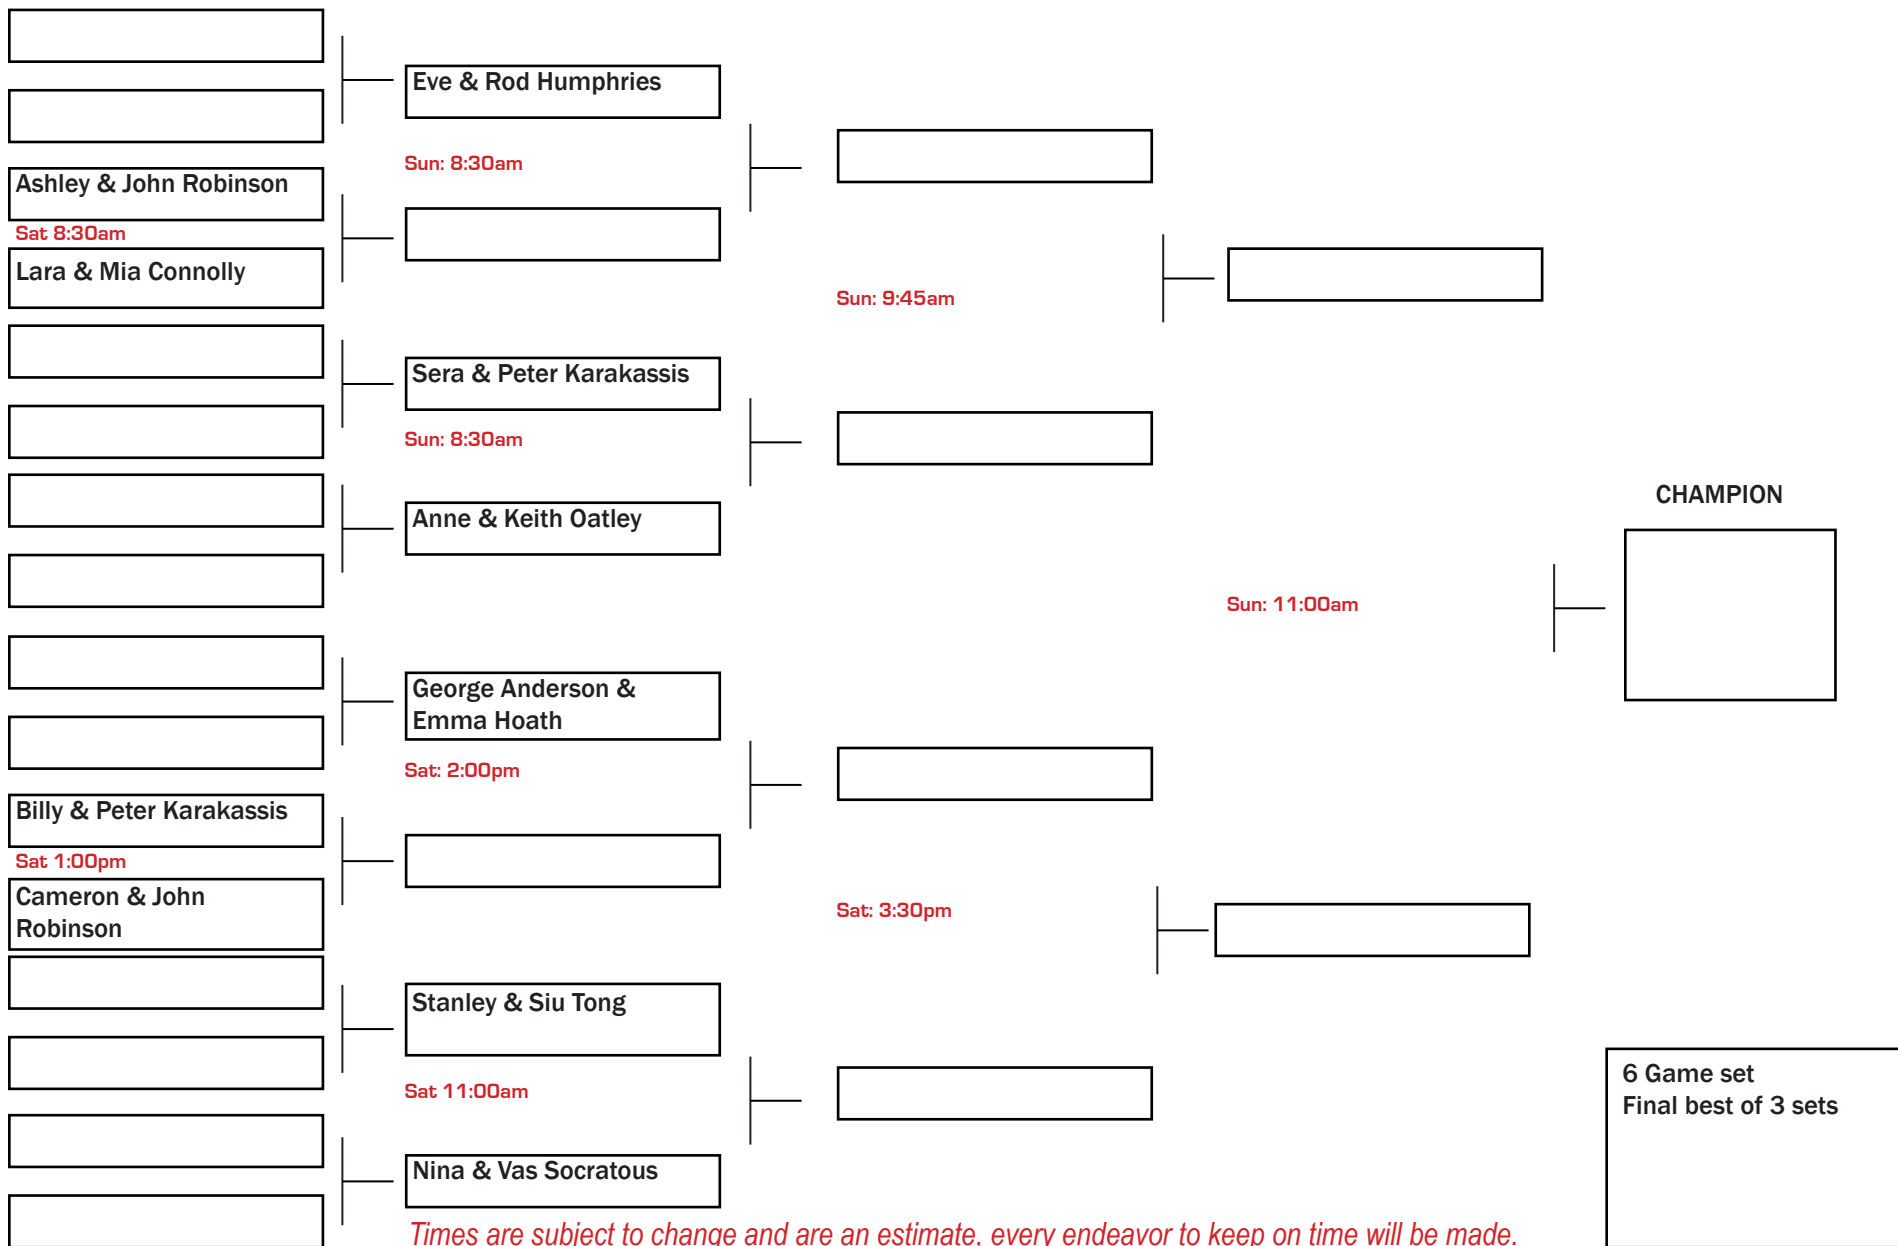 Eve & Rod Humphries
Sun: 8:30am
Ashley & John Robinson
Sat 8:30am
Lara & Mia Connolly
Sun: 9:45am
Sera & Peter Karakassis
Sun: 8:30am
Anne & Keith Oatley
CHAMPION
Sun: 11:00am
George Anderson &
Emma Hoath
Sat: 2:00pm
Billy & Peter Karakassis
Sat 1:00pm
Cameron & John
Robinson
Sat: 3:30pm
Stanley & Siu Tong
Sat 11:00am
Nina & Vas Socratous
6 Game set
Final best of 3 sets
Times are subject to change and are an estimate, every endeavor to keep on time will be made.